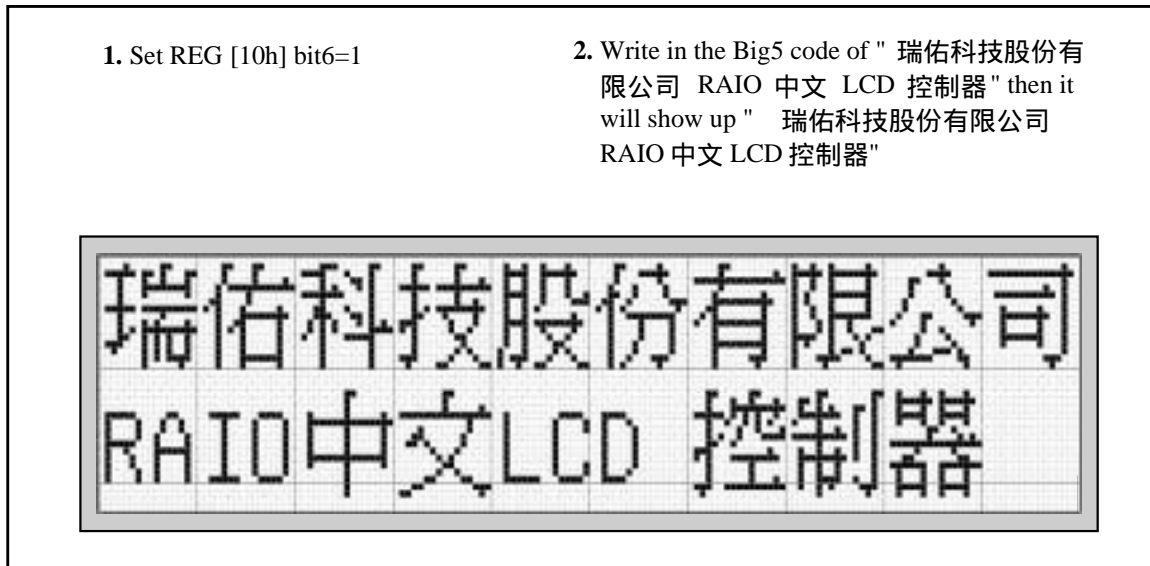 1. Set REG [10h] bit6=1
2. Write in the Big5 code of " 瑞佑科技股份有
限公司 RAIO 中文 LCD 控制器" then it
will show up " 瑞佑科技股份有限公司
RAIO 中文 LCD 控制器"
瑞佑科技股份有限公司
RAIO中文LCD 控制器